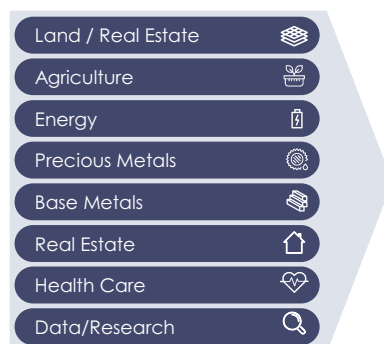 Land / Real Estate
Agriculture
Energy
Precious Metals
Base Metals
Real Estate
Health Care
Data/Research